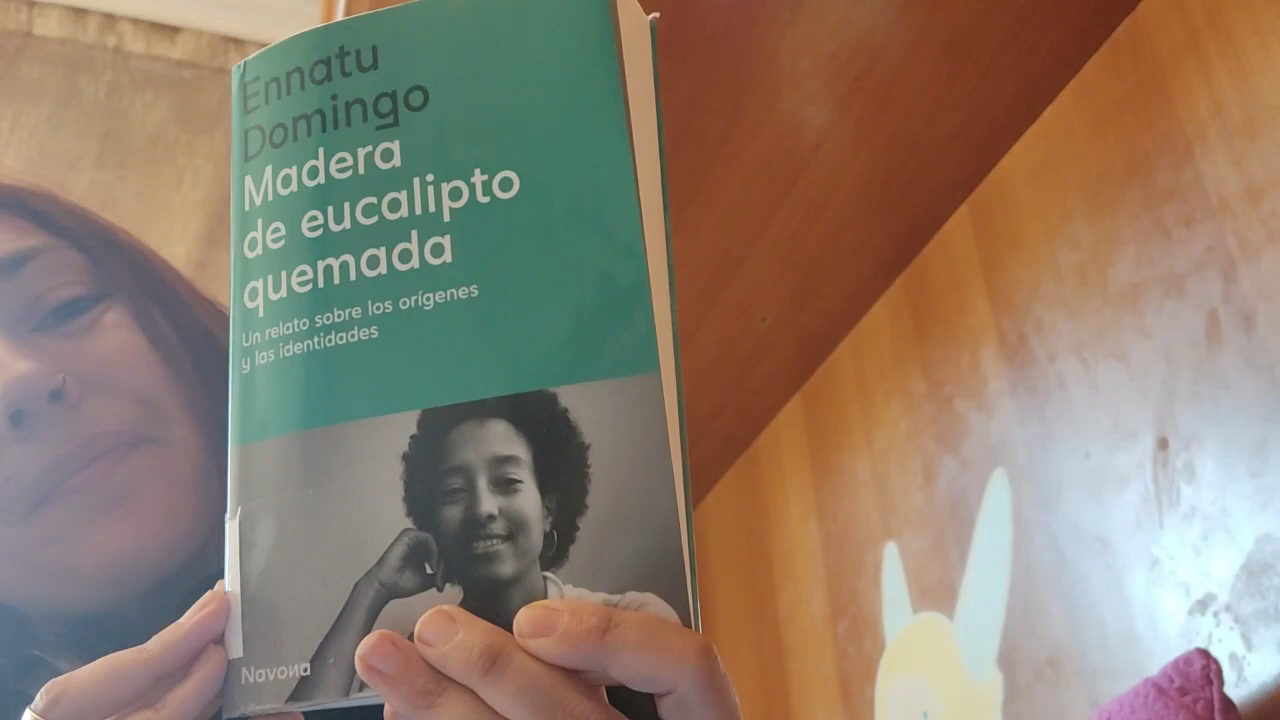 Ennatu
Domingo
Madera
de eucalipto
quemada
Un relato sobre los orígenes
y las identidades
Navona